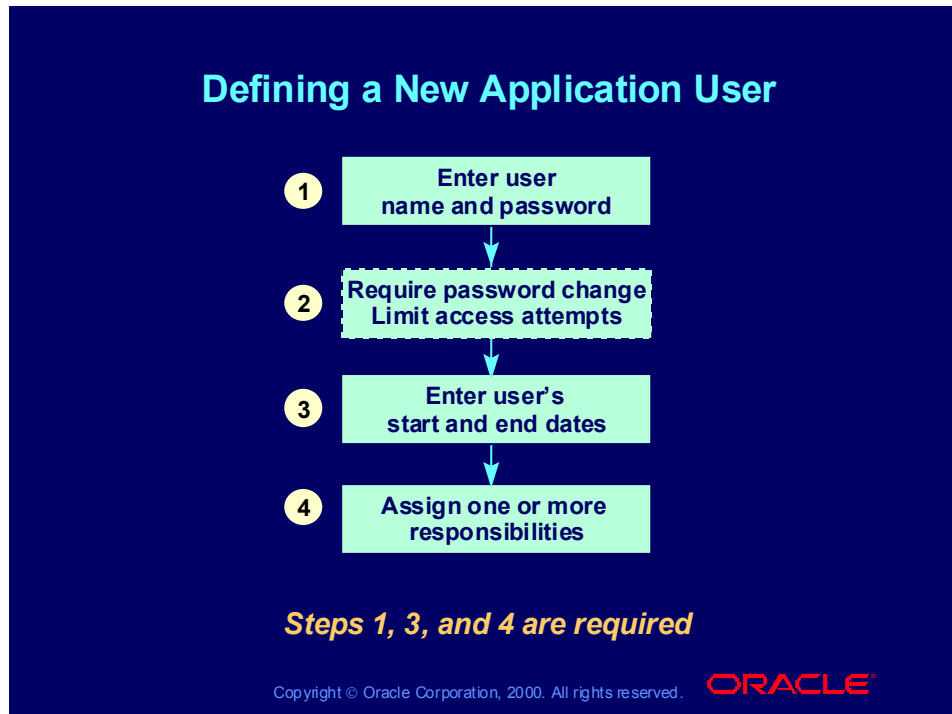 Defining a New Application User
1
Enter user
name and password
2
Require password change
Limit access attempts
3
Enter user’s
start and end dates
4
Assign one or more
responsibilities
Steps 1, 3, and 4 are required
Copyright © Oracle Corporation, 2000. All rights reserved.
ORACLE®